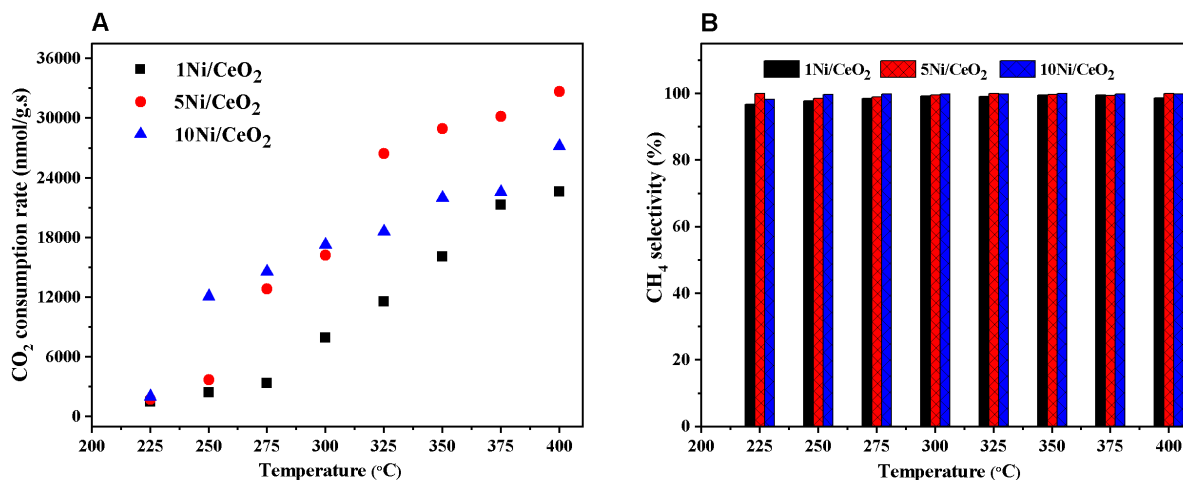 A
CO₂ consumption rate (nmol/g.s)
36000
30000
24000
18000
12000
6000
0
1Ni/CeO₂
5Ni/CeO₂
10Ni/CeO₂
200 225 250 275 300 325 350 375 400
Temperature (°C)
B
CH₄ selectivity (%)
100
80
60
40
20
0
1Ni/CeO₂ 5Ni/CeO₂ 10Ni/CeO₂
200 225 250 275 300 325 350 375 400
Temperature (°C)